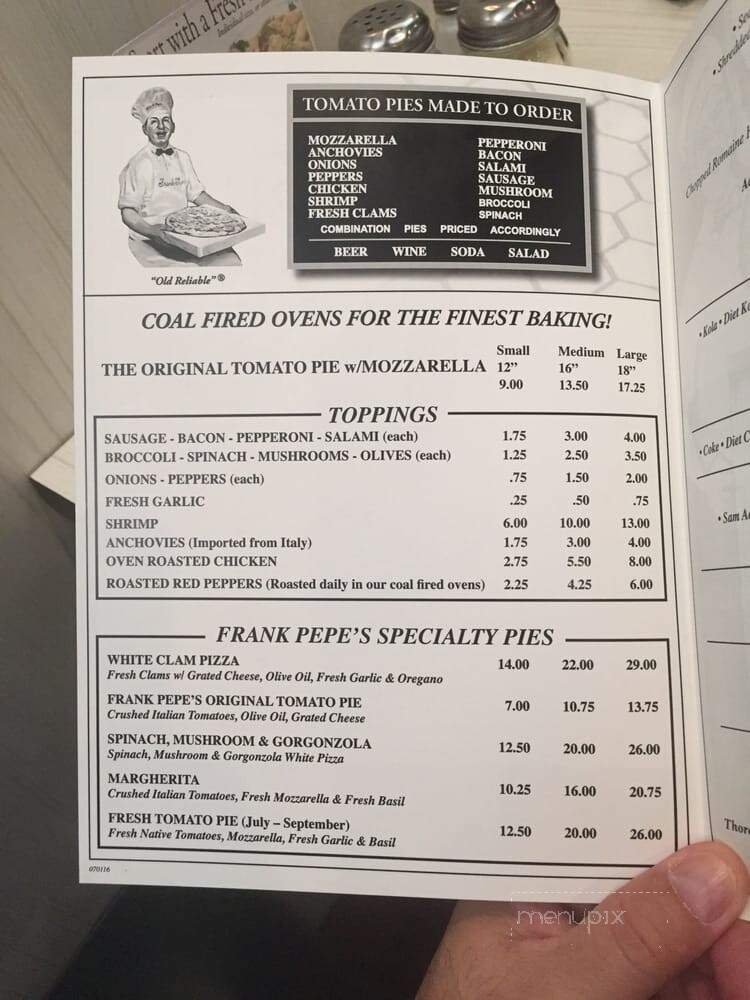 Start with a Fresh
TOMATO PIES MADE TO ORDER
MOZZARELLA
ANCHOVIES
ONIONS
PEPPERS
CHICKEN
SHRIMP
FRESH CLAMS
PEPPERONI
BACON
SALAMI
SAUSAGE
MUSHROOM
BROCCOLI
SPINACH
COMBINATION PIES PRICED ACCORDINGLY
BEER WINE SODA SALAD
"Old Reliable"®
COAL FIRED OVENS FOR THE FINEST BAKING!
Small Medium Large
THE ORIGINAL TOMATO PIE w/MOZZARELLA 12" 16" 18"
9.00 13.50 17.25
TOPPINGS
SAUSAGE - BACON - PEPPERONI - SALAMI (each) 1.75 3.00 4.00
BROCCOLI - SPINACH - MUSHROOMS - OLIVES (each) 1.25 2.50 3.50
ONIONS - PEPPERS (each) .75 1.50 2.00
FRESH GARLIC .25 .50 .75
SHRIMP 6.00 10.00 13.00
ANCHOVIES (Imported from Italy) 1.75 3.00 4.00
OVEN ROASTED CHICKEN 2.75 5.50 8.00
ROASTED RED PEPPERS (Roasted daily in our coal fired ovens) 2.25 4.25 6.00
FRANK PEPE'S SPECIALTY PIES
WHITE CLAM PIZZA 14.00 22.00 29.00
Fresh Clams w/ Grated Cheese, Olive Oil, Fresh Garlic & Oregano
FRANK PEPE'S ORIGINAL TOMATO PIE 7.00 10.75 13.75
Crushed Italian Tomatoes, Olive Oil, Grated Cheese
SPINACH, MUSHROOM & GORGONZOLA 12.50 20.00 26.00
Spinach, Mushroom & Gorgonzola White Pizza
MARGHERITA 10.25 16.00 20.75
Crushed Italian Tomatoes, Fresh Mozzarella & Fresh Basil
FRESH TOMATO PIE (July – September) 12.50 20.00 26.00
Fresh Native Tomatoes, Mozzarella, Fresh Garlic & Basil
070116
• Shredded
Chopped Romaine
• Kola • Diet
• Coke • Diet C
• Sam A
menupix